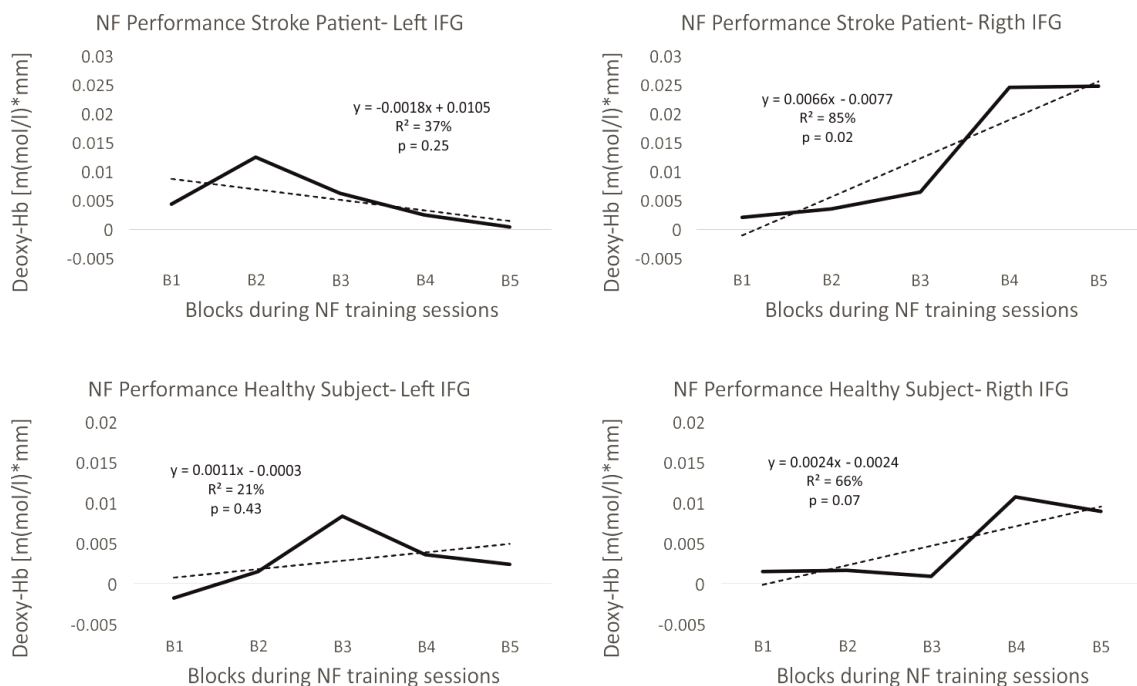 NF Performance Stroke Patient- Left IFG
Deoxy-Hb [m(mol/l)*mm]
0.03
0.025
0.02
0.015
0.01
0.005
0
-0.005
y = -0.0018x + 0.0105
R² = 37%
p = 0.25
B1 B2 B3 B4 B5
Blocks during NF training sessions
NF Performance Stroke Patient- Rigth IFG
Deoxy-Hb [m(mol/l)*mm]
0.03
0.025
0.02
0.015
0.01
0.005
0
-0.005
y = 0.0066x - 0.0077
R² = 85%
p = 0.02
B1 B2 B3 B4 B5
Blocks during NF training sessions
NF Performance Healthy Subject- Left IFG
Deoxy-Hb [m(mol/l)*mm]
0.02
0.015
0.01
0.005
0
-0.005
y = 0.0011x - 0.0003
R² = 21%
p = 0.43
B1 B2 B3 B4 B5
Blocks during NF training sessions
NF Performance Healthy Subject- Rigth IFG
Deoxy-Hb [m(mol/l)*mm]
0.02
0.015
0.01
0.005
0
-0.005
y = 0.0024x - 0.0024
R² = 66%
p = 0.07
B1 B2 B3 B4 B5
Blocks during NF training sessions